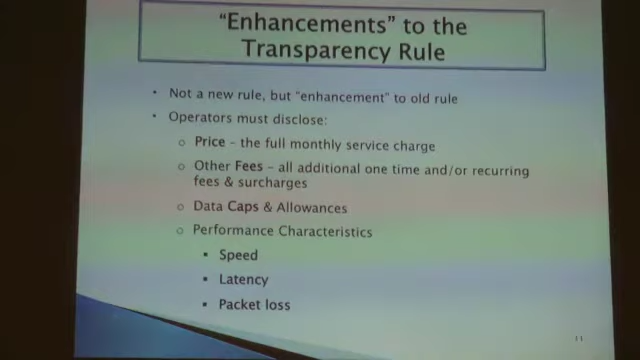 “Enhancements” to the
Transparency Rule
• Not a new rule, but “enhancement” to old rule
• Operators must disclose:
o Price – the full monthly service charge
o Other Fees – all additional one time and/or recurring
fees & surcharges
o Data Caps & Allowances
o Performance Characteristics
▪ Speed
▪ Latency
▪ Packet loss
11